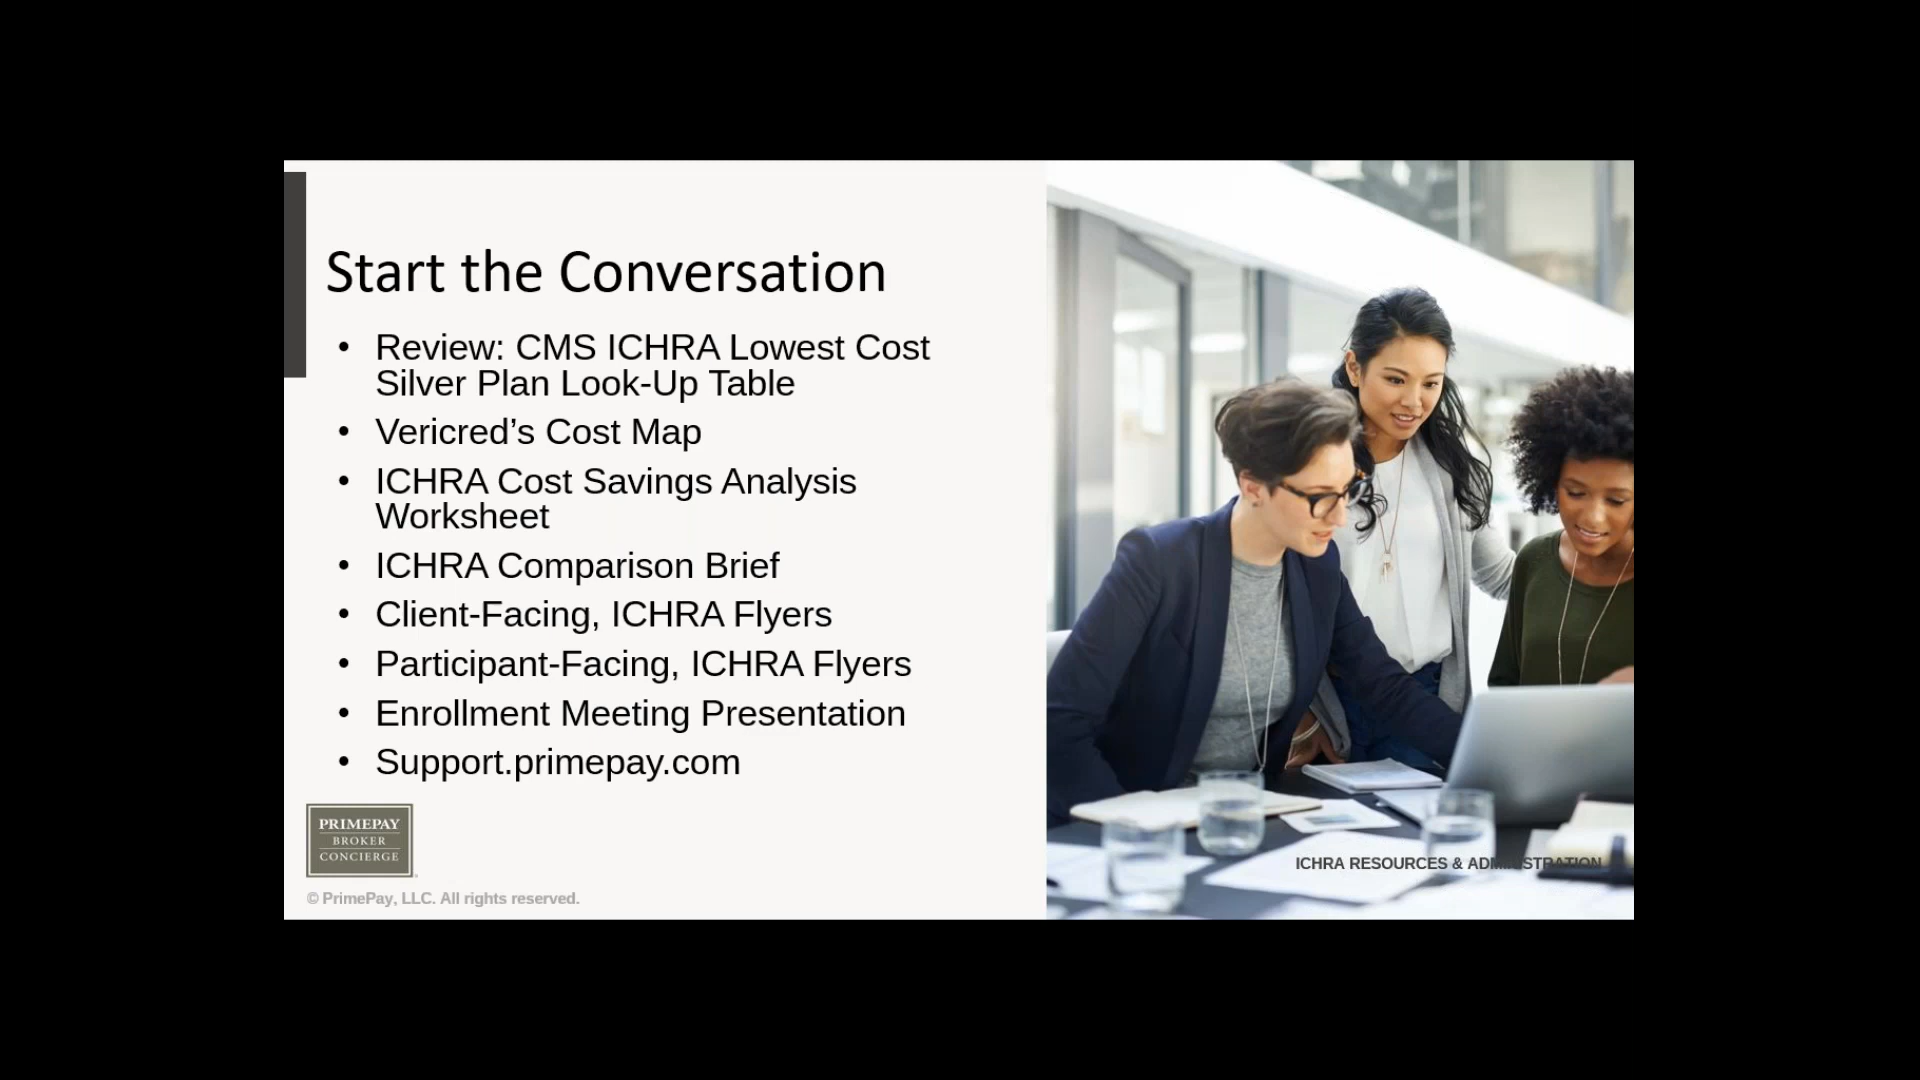 Start the Conversation
• Review: CMS ICHRA Lowest Cost
Silver Plan Look-Up Table
• Vericred’s Cost Map
• ICHRA Cost Savings Analysis
Worksheet
• ICHRA Comparison Brief
• Client-Facing, ICHRA Flyers
• Participant-Facing, ICHRA Flyers
• Enrollment Meeting Presentation
• Support.primepay.com
PRIMEPAY
BROKER
CONCIERGE
ICHRA RESOURCES & ADMINISTRATION
© PrimePay, LLC. All rights reserved.